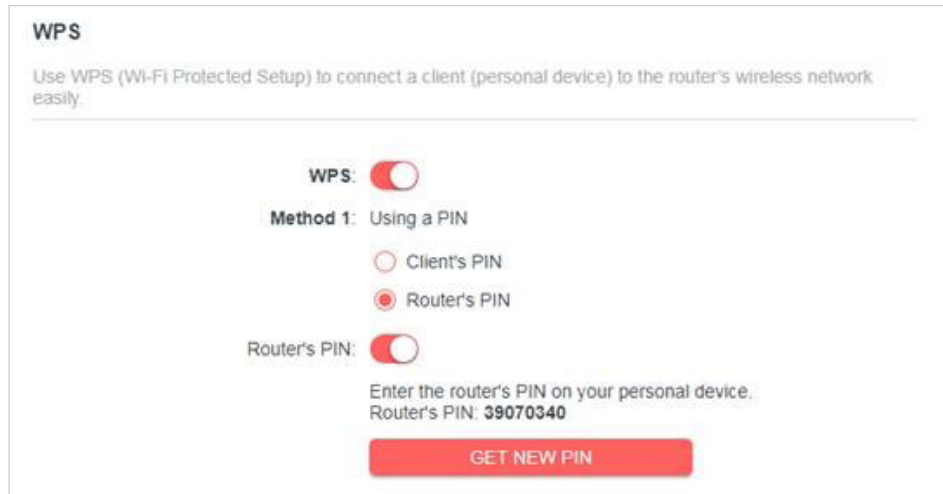 WPS
Use WPS (Wi-Fi Protected Setup) to connect a client (personal device) to the router's wireless network
easily.
WPS:
Method 1: Using a PIN
Client's PIN
Router's PIN
Router's PIN:
Enter the router's PIN on your personal device.
Router's PIN: 39070340
GET NEW PIN